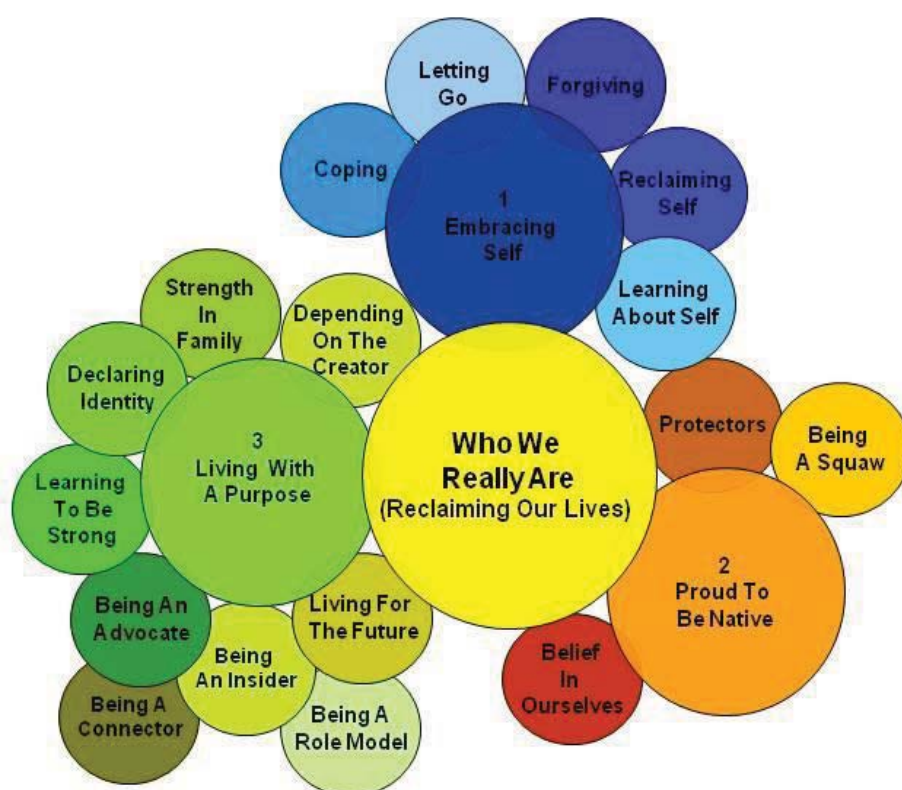 Letting
Go
Forgiving
Coping
Reclaiming
Self
1
Embracing
Self
Learning
About Self
Strength
In
Family
Depending
On The
Creator
Declaring
Identity
3
Living With
A Purpose
Learning
To Be
Strong
Being An
Advocate
Being
An Insider
Living For
The Future
Being A
Connector
Being A
Role Model
Who We
Really Are
(Reclaiming Our Lives)
Protectors
Being
A Squaw
2
Proud To
Be Native
Belief
In
Ourselves